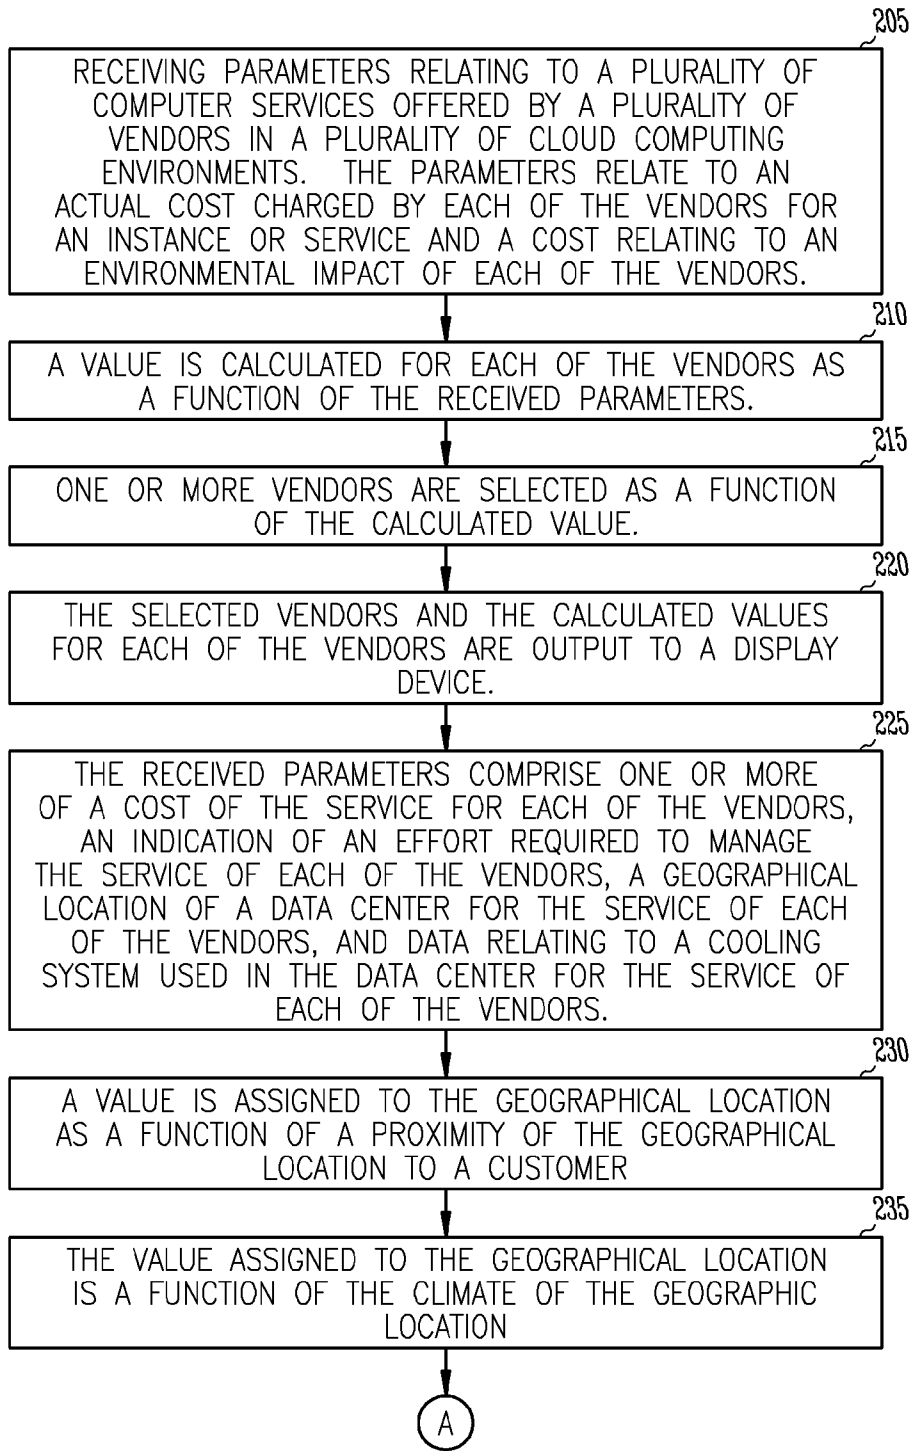 205
RECEIVING PARAMETERS RELATING TO A PLURALITY OF
COMPUTER SERVICES OFFERED BY A PLURALITY OF
VENDORS IN A PLURALITY OF CLOUD COMPUTING
ENVIRONMENTS. THE PARAMETERS RELATE TO AN
ACTUAL COST CHARGED BY EACH OF THE VENDORS FOR
AN INSTANCE OR SERVICE AND A COST RELATING TO AN
ENVIRONMENTAL IMPACT OF EACH OF THE VENDORS.
210
A VALUE IS CALCULATED FOR EACH OF THE VENDORS AS
A FUNCTION OF THE RECEIVED PARAMETERS.
215
ONE OR MORE VENDORS ARE SELECTED AS A FUNCTION
OF THE CALCULATED VALUE.
220
THE SELECTED VENDORS AND THE CALCULATED VALUES
FOR EACH OF THE VENDORS ARE OUTPUT TO A DISPLAY
DEVICE.
225
THE RECEIVED PARAMETERS COMPRISE ONE OR MORE
OF A COST OF THE SERVICE FOR EACH OF THE VENDORS,
AN INDICATION OF AN EFFORT REQUIRED TO MANAGE
THE SERVICE OF EACH OF THE VENDORS, A GEOGRAPHICAL
LOCATION OF A DATA CENTER FOR THE SERVICE OF EACH
OF THE VENDORS, AND DATA RELATING TO A COOLING
SYSTEM USED IN THE DATA CENTER FOR THE SERVICE OF
EACH OF THE VENDORS.
230
A VALUE IS ASSIGNED TO THE GEOGRAPHICAL LOCATION
AS A FUNCTION OF A PROXIMITY OF THE GEOGRAPHICAL
LOCATION TO A CUSTOMER
235
THE VALUE ASSIGNED TO THE GEOGRAPHICAL LOCATION
IS A FUNCTION OF THE CLIMATE OF THE GEOGRAPHIC
LOCATION
A